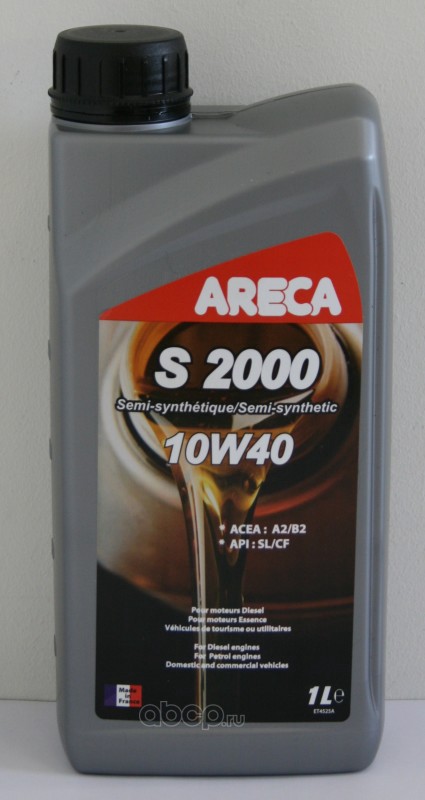 ARECA
S 2000
Semi-synthétique/Semi-synthetic
10W40
* ACEA : A2/B2
* API : SL/CF
Pour moteurs Diesel
Pour moteurs Essence
Véhicules de tourisme ou utilitaires
For Diesel engines
For Petrol engines
Domestic and commercial vehicles
Made
in
France
1L e
ET4525A
abcp.ru